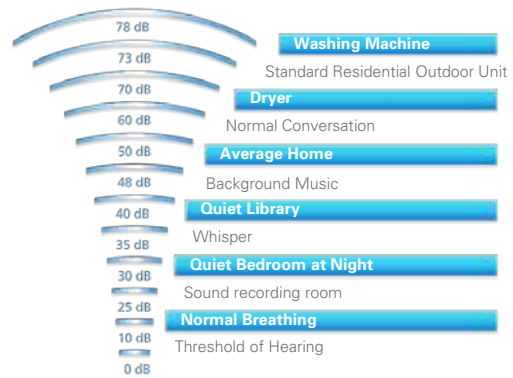 78 dB
Washing Machine
73 dB
Standard Residential Outdoor Unit
70 dB
Dryer
60 dB
Normal Conversation
50 dB
Average Home
48 dB
Background Music
40 dB
Quiet Library
35 dB
Whisper
30 dB
Quiet Bedroom at Night
25 dB
Sound recording room
10 dB
Normal Breathing
0 dB
Threshold of Hearing